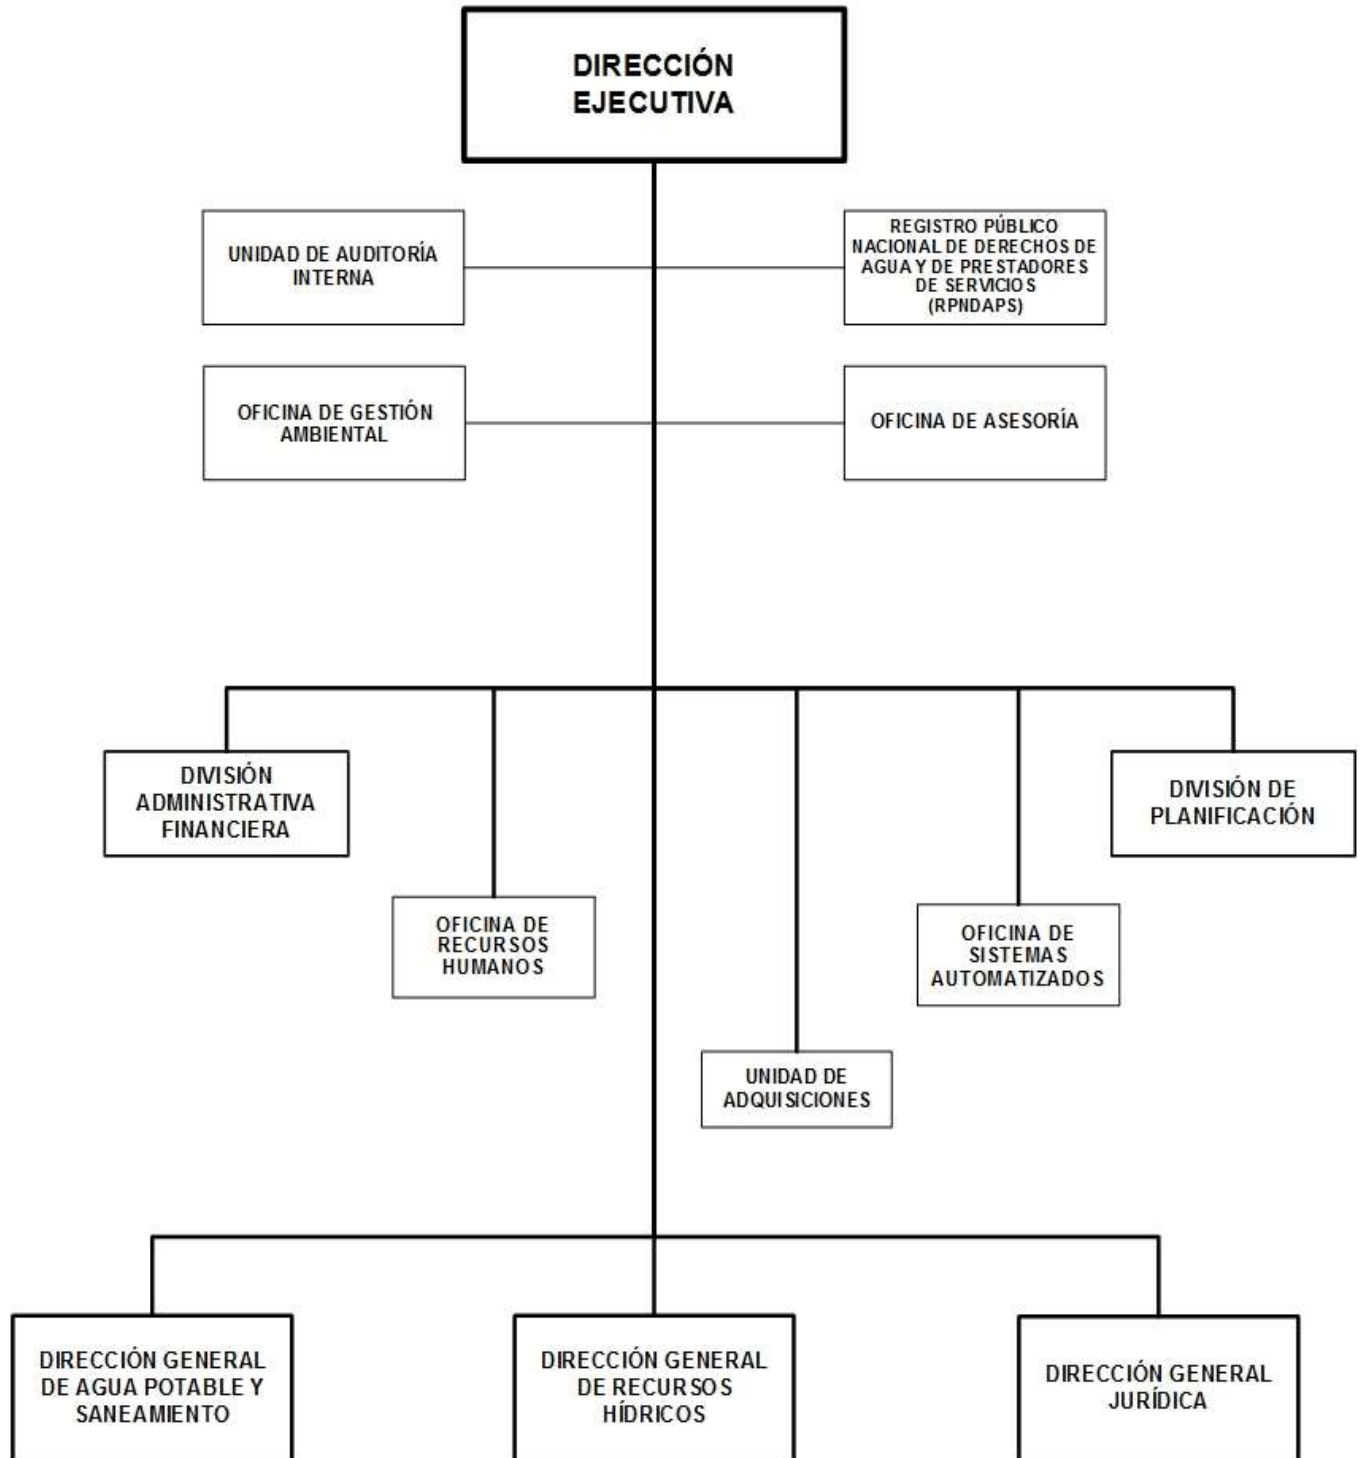 DIRECCIÓN
EJECUTIVA
UNIDAD DE AUDITORÍA
INTERNA
REGISTRO PÚBLICO
NACIONAL DE DERECHOS DE
AGUA Y DE PRESTADORES
DE SERVICIOS
(RPNDAPS)
OFICINA DE GESTIÓN
AMBIENTAL
OFICINA DE ASESORÍA
DIVISIÓN
ADMINISTRATIVA
FINANCIERA
DIVISIÓN DE
PLANIFICACIÓN
OFICINA DE
RECURSOS
HUMANOS
OFICINA DE
SISTEMAS
AUTOMATIZADOS
UNIDAD DE
ADQUISICIONES
DIRECCIÓN GENERAL
DE AGUA POTABLE Y
SANEAMIENTO
DIRECCIÓN GENERAL
DE RECURSOS
HÍDRICOS
DIRECCIÓN GENERAL
JURÍDICA